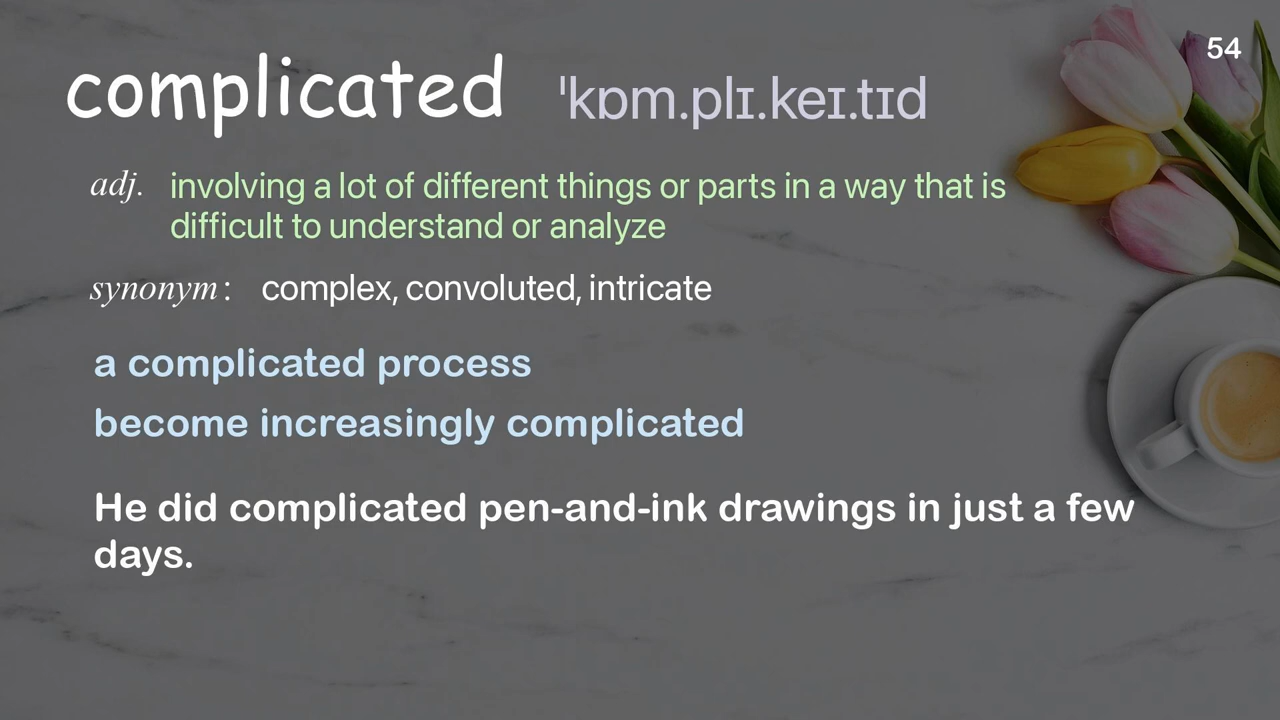 54
complicated ˈkɒm.plɪ.keɪ.tɪd
adj. involving a lot of different things or parts in a way that is
difficult to understand or analyze
synonym: complex, convoluted, intricate
a complicated process
become increasingly complicated
He did complicated pen-and-ink drawings in just a few
days.